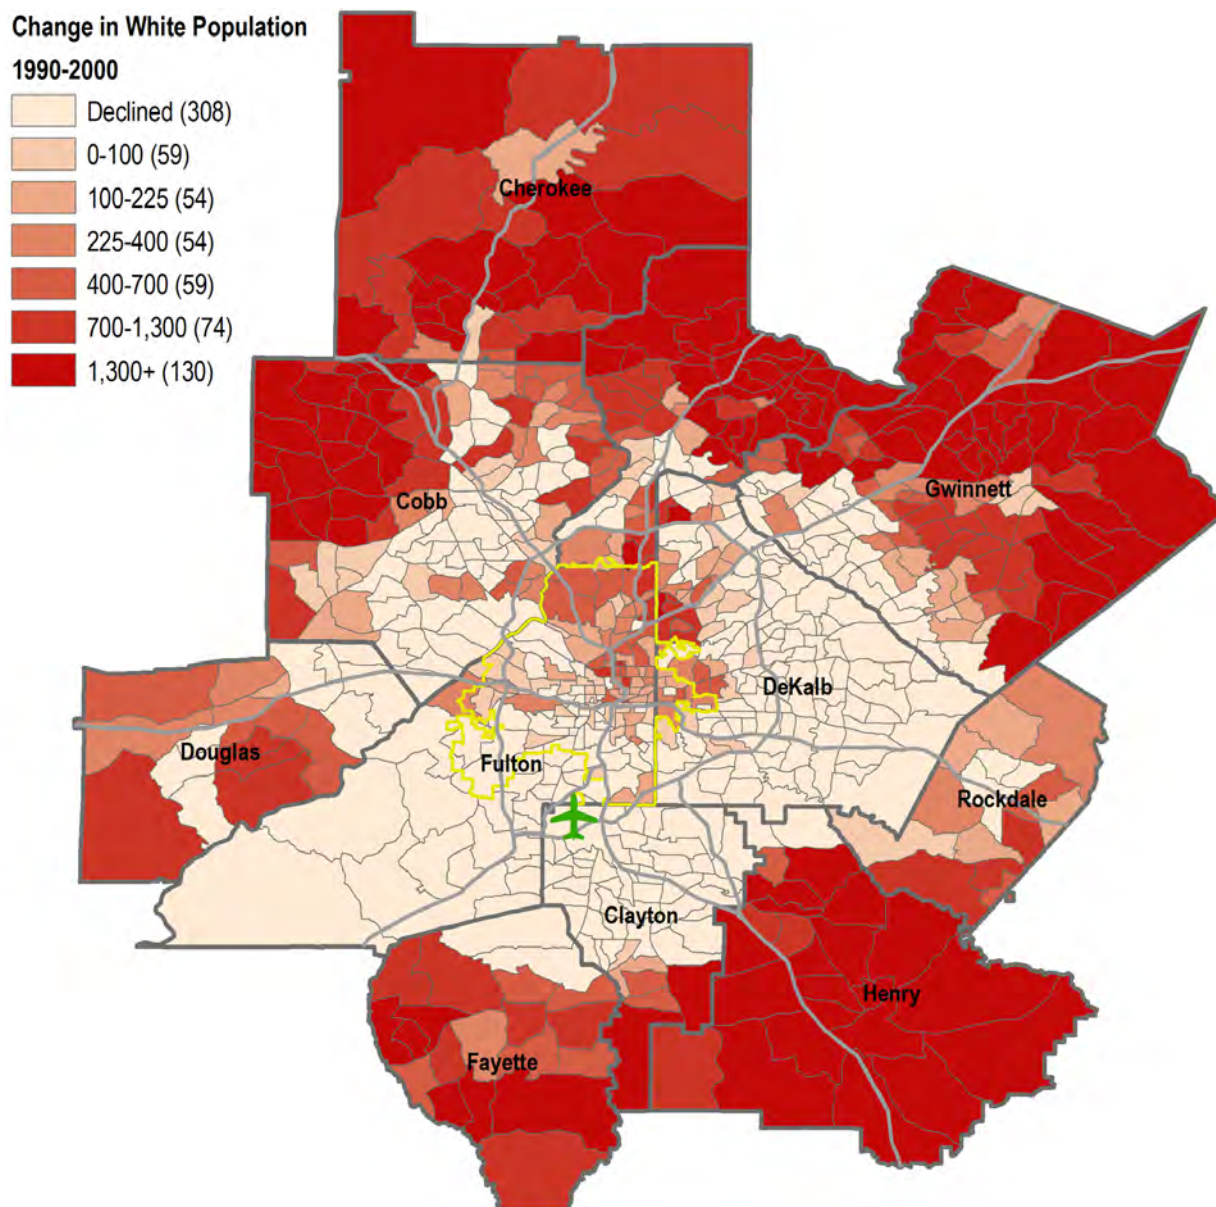 Change in White Population
1990-2000
Declined (308)
0-100 (59)
100-225 (54)
225-400 (54)
400-700 (59)
700-1,300 (74)
1,300+ (130)
Cherokee
Cobb
Gwinnett
DeKalb
Douglas
Fulton
Rockdale
Clayton
Henry
Fayette